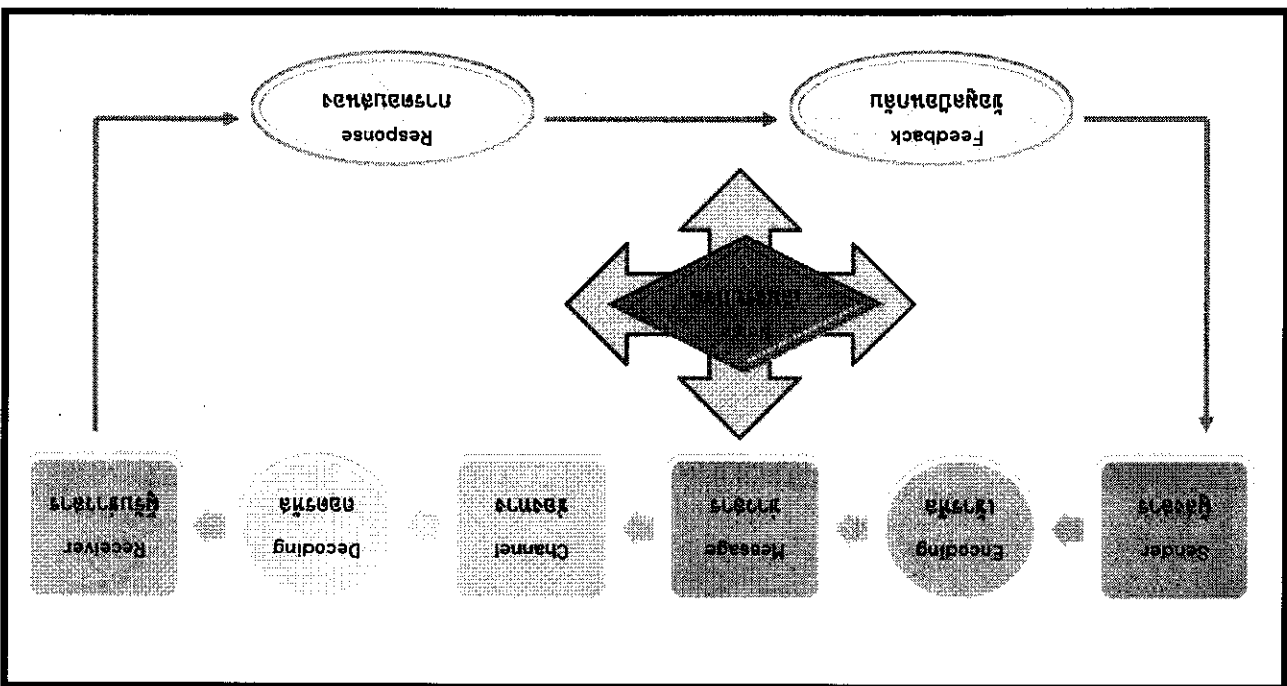 Sender
ผู้ส่งสาร
Encoding
เข้ารหัส
Message
ข่าวสาร
Channel
ช่องทาง
Decoding
ถอดรหัส
Receiver
ผู้รับข่าวสาร
Feedback
ข้อมูลป้อนกลับ
Response
การตอบสนอง